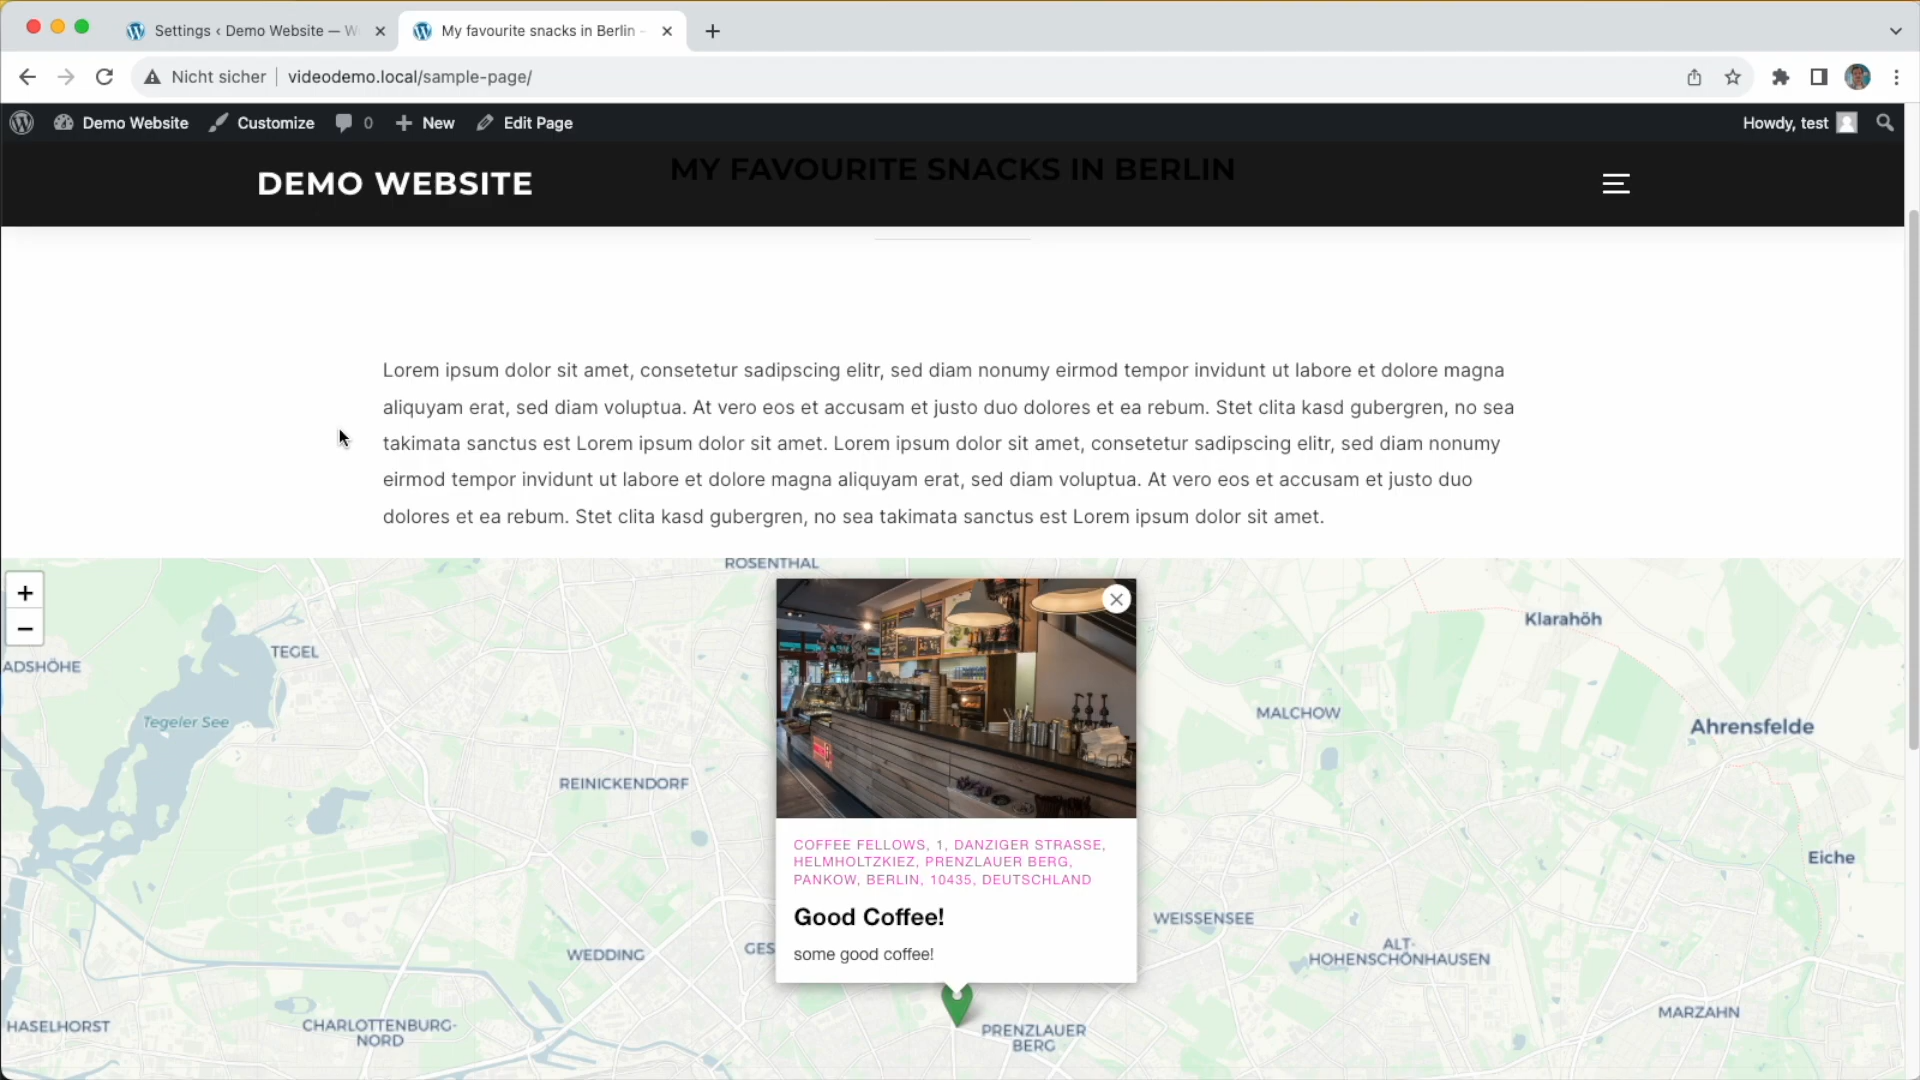 Settings ‹ Demo Website — W
My favourite snacks in Berlin –
Nicht sicher
videodemo.local/sample-page/
Demo Website
Customize
0
New
Edit Page
Howdy, test
DEMO WEBSITE
MY FAVOURITE SNACKS IN BERLIN
Lorem ipsum dolor sit amet, consetetur sadipscing elitr, sed diam nonumy eirmod tempor invidunt ut labore et dolore magna
aliquyam erat, sed diam voluptua. At vero eos et accusam et justo duo dolores et ea rebum. Stet clita kasd gubergren, no sea
takimata sanctus est Lorem ipsum dolor sit amet. Lorem ipsum dolor sit amet, consetetur sadipscing elitr, sed diam nonumy
eirmod tempor invidunt ut labore et dolore magna aliquyam erat, sed diam voluptua. At vero eos et accusam et justo duo
dolores et ea rebum. Stet clita kasd gubergren, no sea takimata sanctus est Lorem ipsum dolor sit amet.
+
−
ROSENTHAL
Klarahöh
TEGEL
ADSHÖHE
Tegeler See
MALCHOW
Ahrensfelde
REINICKENDORF
COFFEE FELLOWS, 1, DANZIGER STRASSE,
HELMHOLTZKIEZ, PRENZLAUER BERG,
PANKOW, BERLIN, 10435, DEUTSCHLAND
Eiche
Good Coffee!
WEISSENSEE
some good coffee!
WEDDING
GES
ALT-
HOHENSCHÖNHAUSEN
MARZAHN
HASELHORST
CHARLOTTENBURG-
NORD
PRENZLAUER
BERG